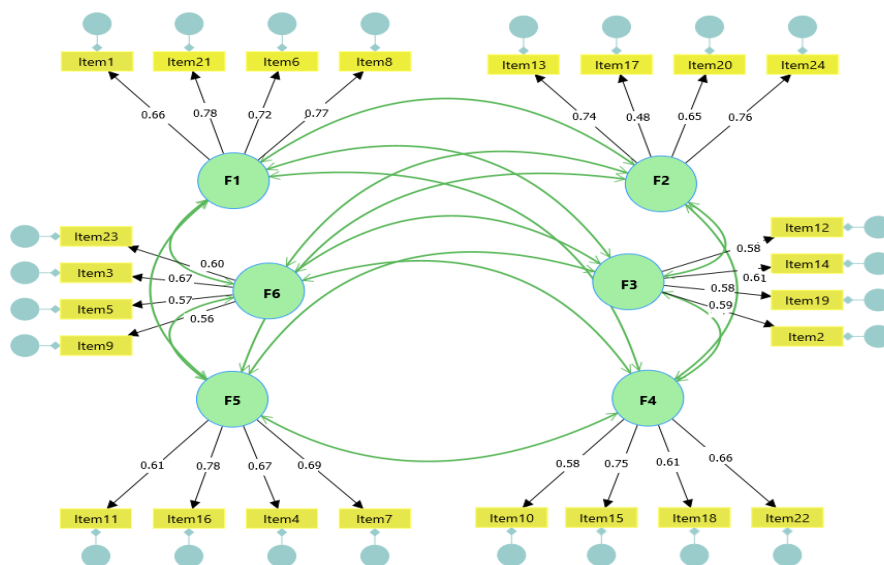 Item1 Item21 Item6 Item8 Item13 Item17 Item20 Item24
0.66 0.78 0.72 0.77 0.74 0.48 0.65 0.76
F1 F2
Item23 0.60 Item12 0.58
Item3 0.67 Item14 0.61
Item5 0.57 Item19 0.58
Item9 0.56 Item2 0.59
F6 F3
F5 F4
0.61 0.78 0.67 0.69 0.58 0.75 0.61 0.66
Item11 Item16 Item4 Item7 Item10 Item15 Item18 Item22